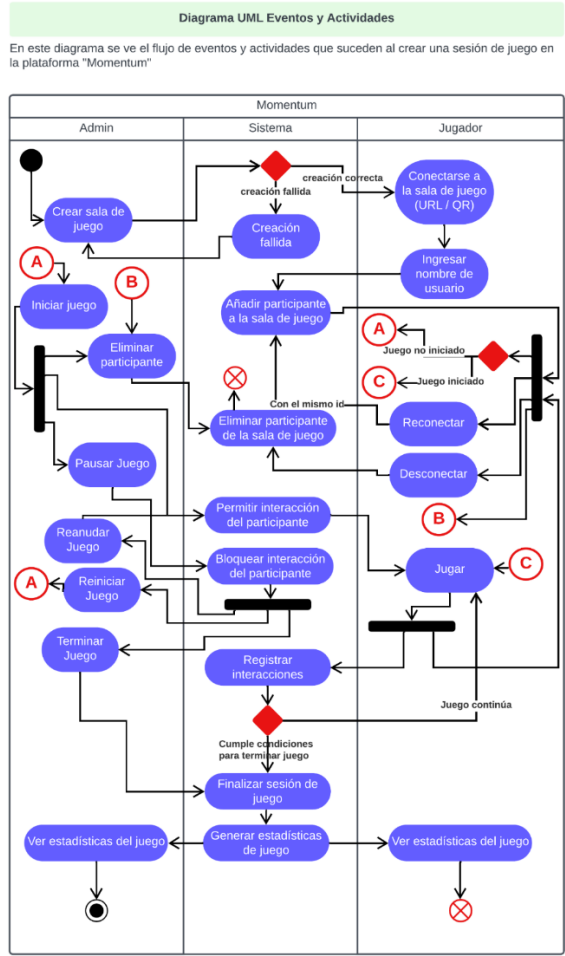 Diagrama UML Eventos y Actividades
En este diagrama se ve el flujo de eventos y actividades que suceden al crear una sesión de juego en
la plataforma "Momentum"
Momentum
Admin
Sistema
Jugador
Crear sala de
juego
creación fallida
creación correcta
Creación
fallida
Conectarse a
la sala de juego
(URL / QR)
Ingresar
nombre de
usuario
A
Iniciar juego
B
Eliminar
participante
Añadir participante
a la sala de juego
A
Juego no iniciado
C
Juego iniciado
Con el mismo id
Eliminar participante
de la sala de juego
Reconectar
Desconectar
Pausar Juego
B
Permitir interacción
del participante
Reanudar
Juego
Bloquear interacción
del participante
Jugar
C
A
Reiniciar
Juego
Terminar
Juego
Registrar
interacciones
Juego continúa
Cumple condiciones
para terminar juego
Finalizar sesión de
juego
Ver estadísticas del juego
Generar estadísticas
de juego
Ver estadísticas del juego